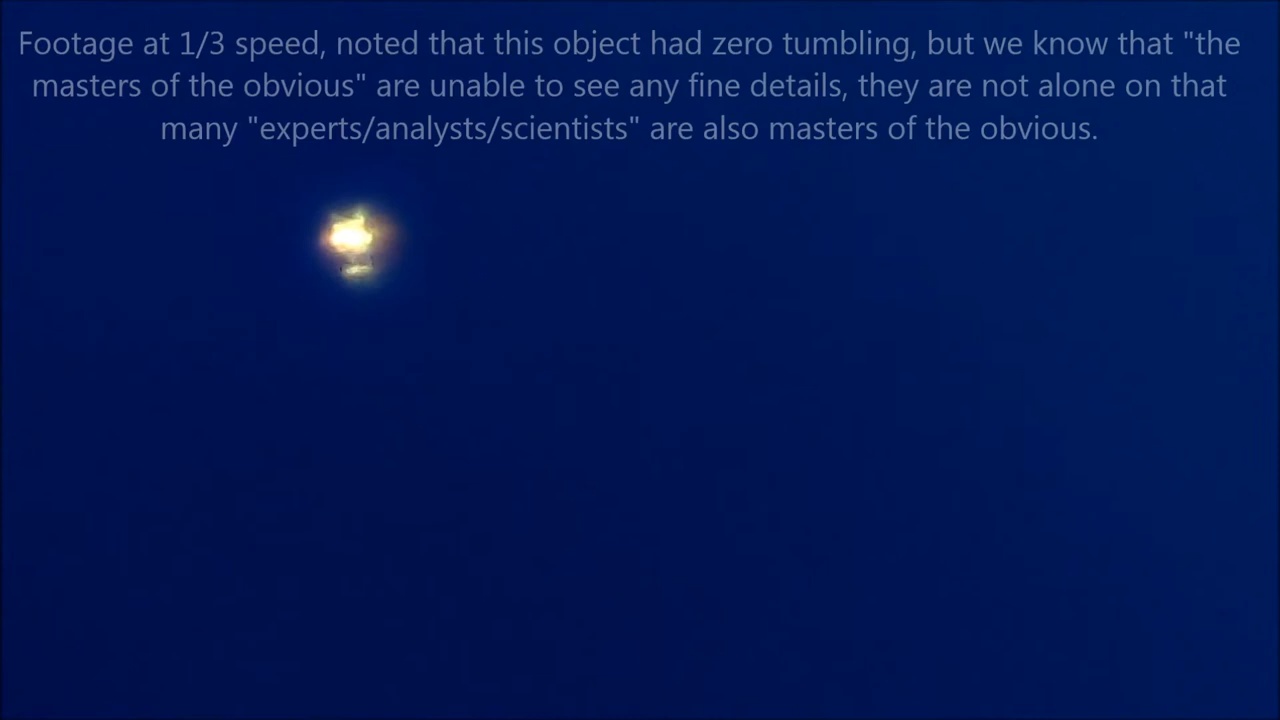 Footage at 1/3 speed, noted that this object had zero tumbling, but we know that "the
masters of the obvious" are unable to see any fine details, they are not alone on that
many "experts/analysts/scientists" are also masters of the obvious.